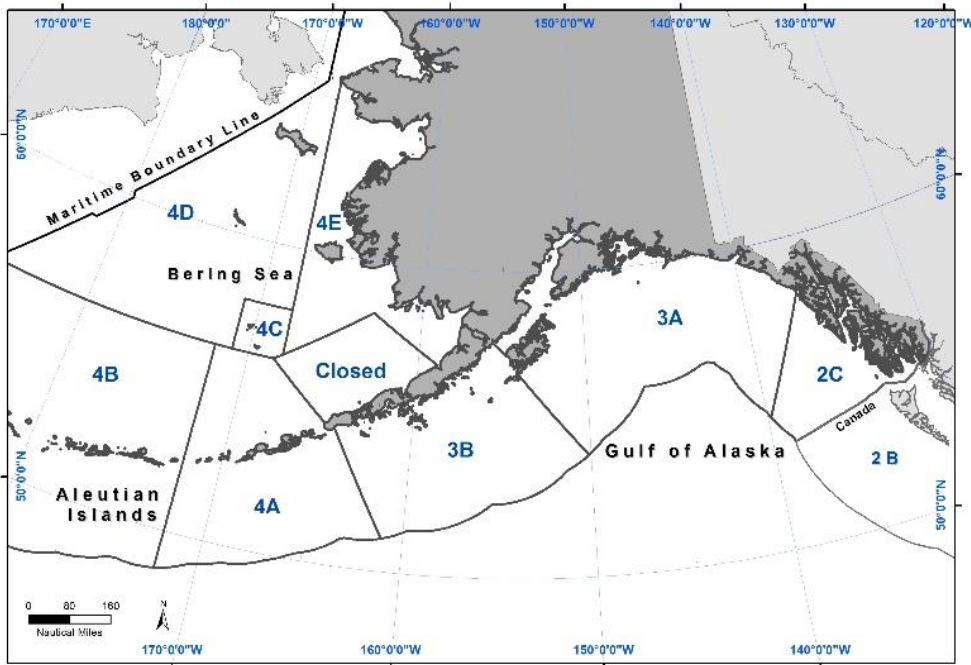 170°0'0"E
180°0'0"
170°0'0"W
160°0'0"W
150°0'0"W
140°0'0"W
130°0'0"W
120°0'0"W
60°0'0"N
60°0'0"N
Maritime Boundary Line
4D
4E
Bering Sea
4C
3A
Closed
4B
2C
Canada
3B
Gulf of Alaska
2 B
50°0'0"N
50°0'0"N
Aleutian
Islands
4A
0 80 160
Nautical Miles
N
170°0'0"W
160°0'0"W
150°0'0"W
140°0'0"W